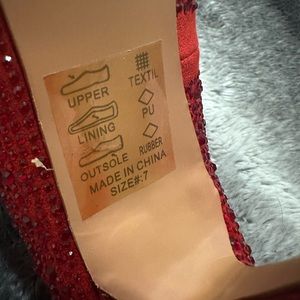 UPPER TEXTIL
LINING PU
OUTSOLE RUBBER
MADE IN CHINA
SIZE#:7